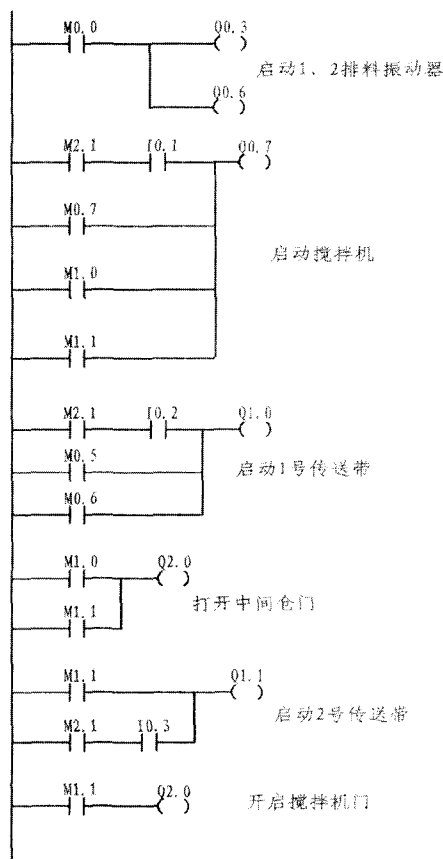 M0.0 Q0.3
启动1、2排料振动器
Q0.6
M2.1 I0.1 Q0.7
M0.7
启动搅拌机
M1.0
M1.1
M2.1 I0.2 Q1.0
M0.5
启动1号传送带
M0.6
M1.0 Q2.0
打开中间仓门
M1.1
M1.1 Q1.1
启动2号传送带
M2.1 I0.3
M1.1 Q2.0
开启搅拌机门